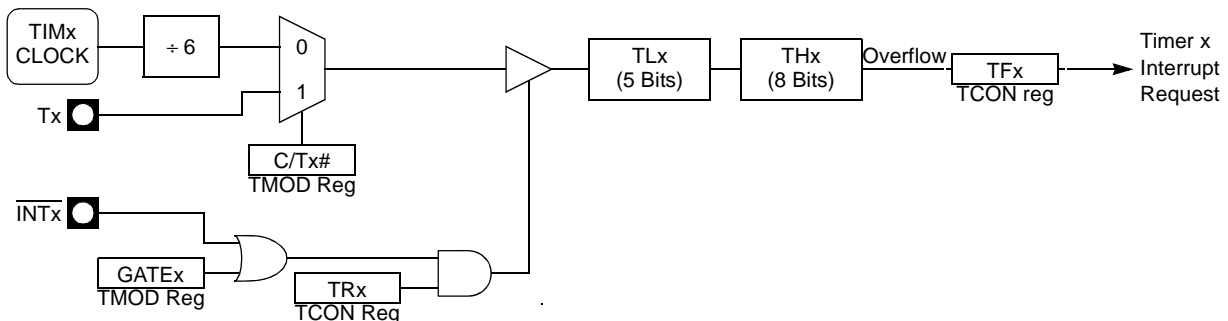 TIMx
CLOCK
÷ 6
0
1
Tx
C/Tx#
TMOD Reg
TLx
(5 Bits)
THx
(8 Bits)
Overflow
TFx
TCON reg
Timer x
Interrupt
Request
INTx
GATEx
TMOD Reg
TRx
TCON Reg